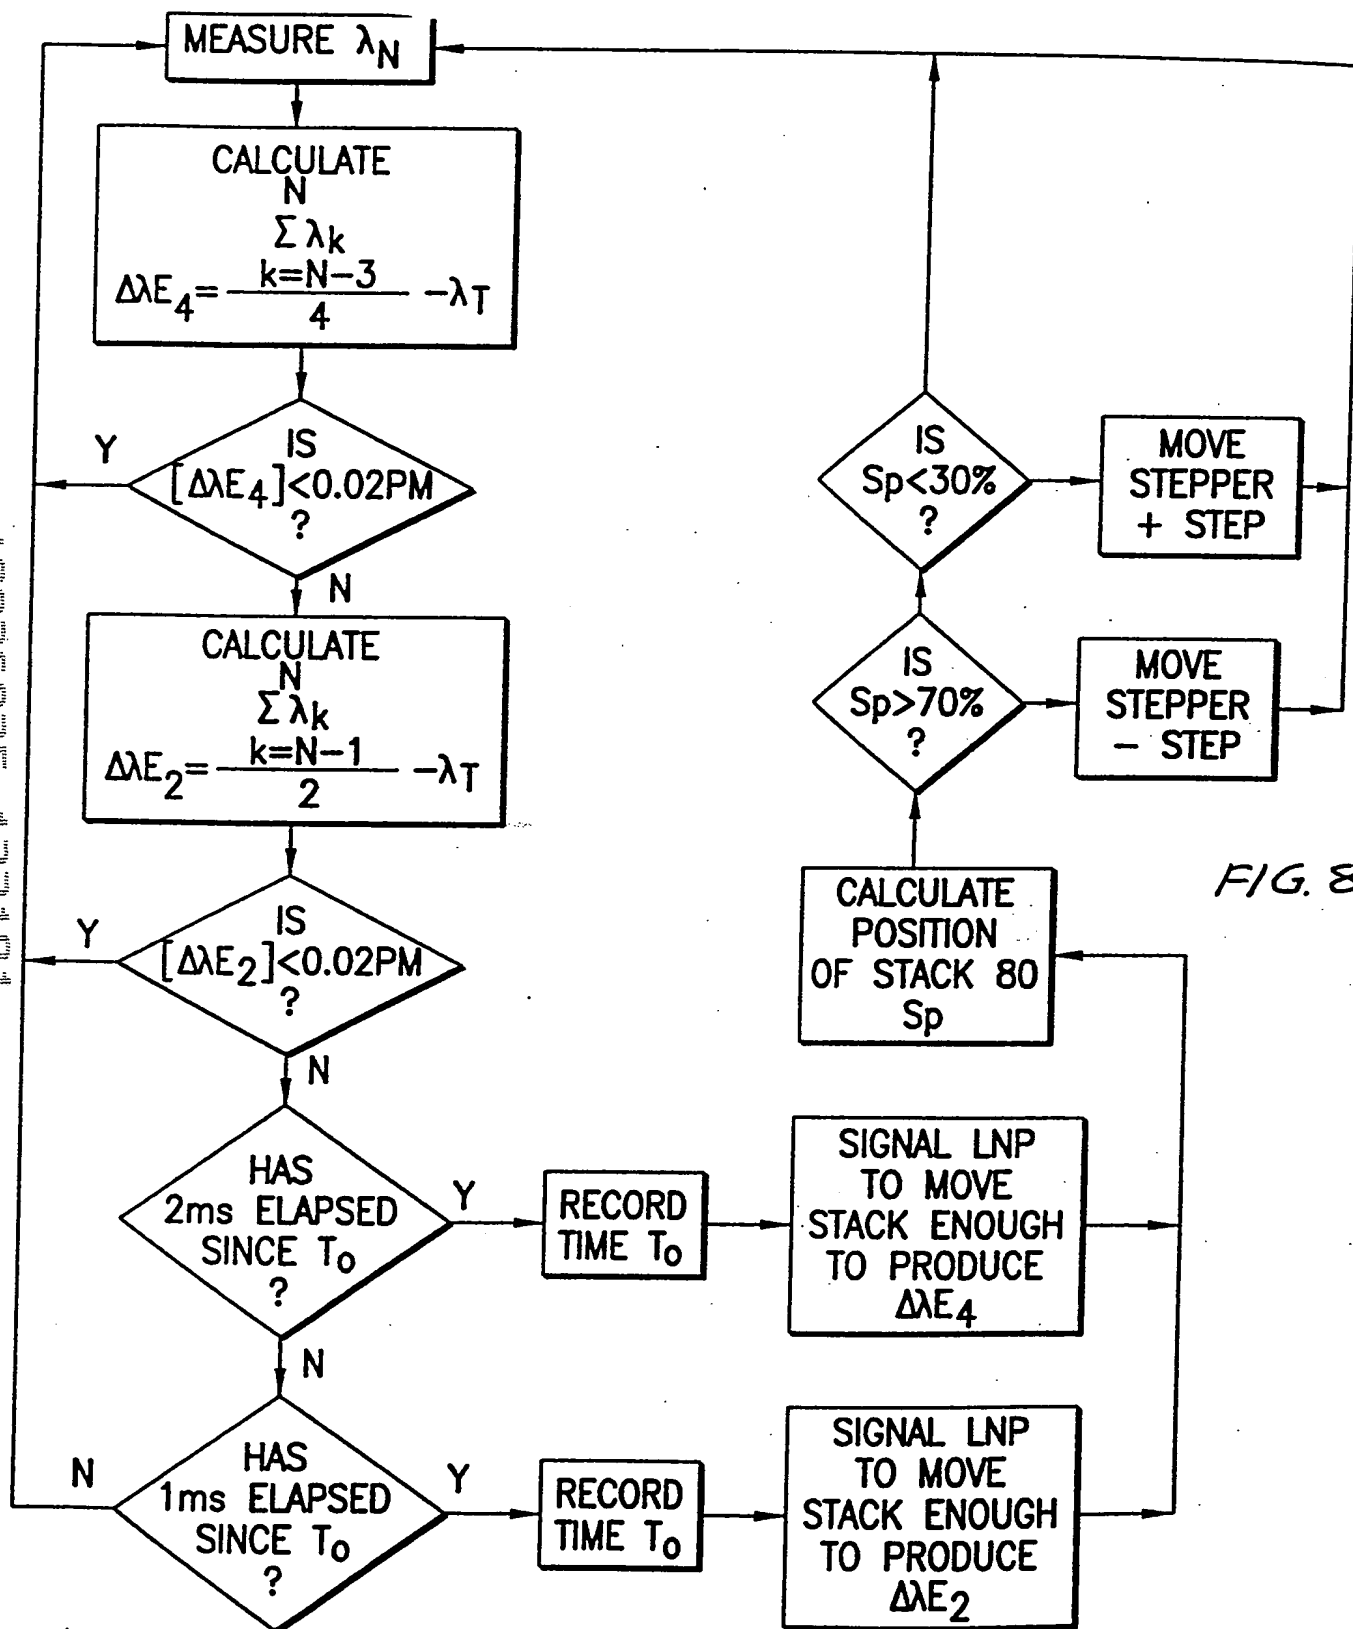 MEASURE λN
CALCULATE
N
Σ λk
k=N-3
ΔλE4= -λT
4
IS
[ΔλE4]<0.02PM
?
Y
N
CALCULATE
N
Σ λk
k=N-1
ΔλE2= -λT
2
IS
[ΔλE2]<0.02PM
?
Y
N
HAS
2ms ELAPSED
SINCE To
?
Y
N
RECORD
TIME To
SIGNAL LNP
TO MOVE
STACK ENOUGH
TO PRODUCE
ΔλE4
HAS
1ms ELAPSED
SINCE To
?
N
Y
RECORD
TIME To
SIGNAL LNP
TO MOVE
STACK ENOUGH
TO PRODUCE
ΔλE2
CALCULATE
POSITION
OF STACK 80
Sp
IS
Sp>70%
?
MOVE
STEPPER
- STEP
IS
Sp<30%
?
MOVE
STEPPER
+ STEP
FIG. 8